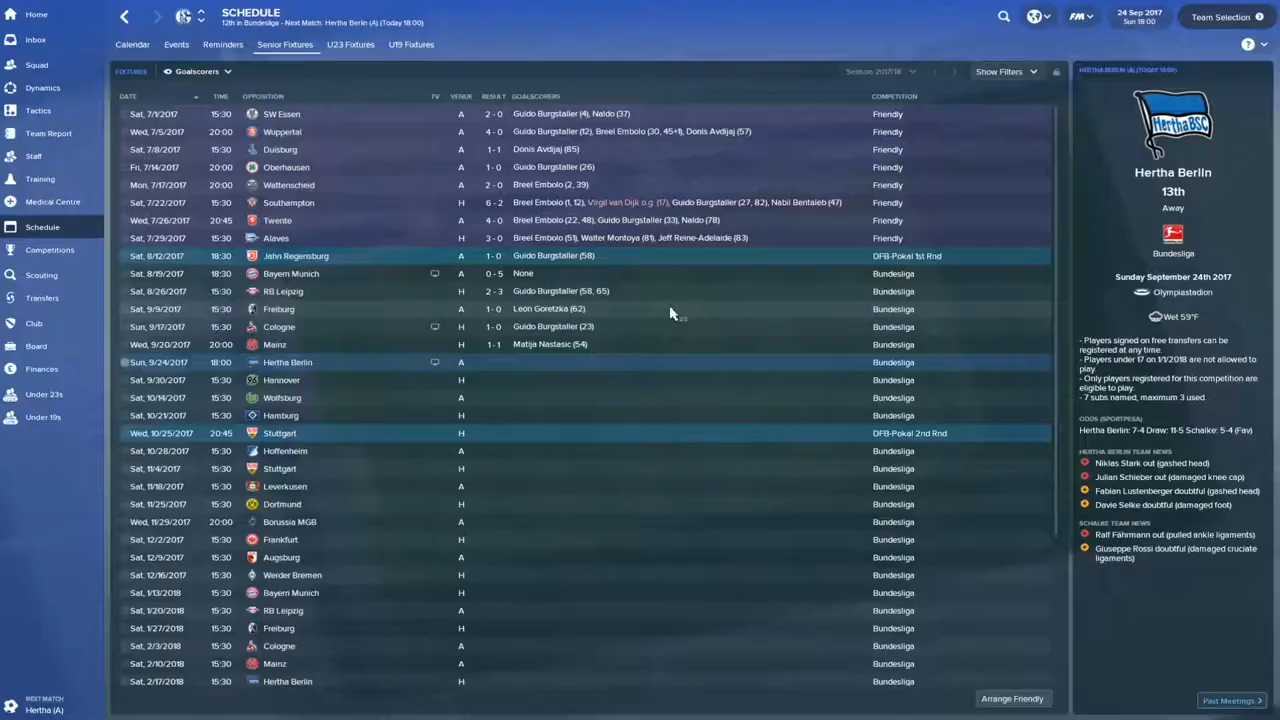 Home
Inbox
Squad
Dynamics
Tactics
Team Report
Staff
Training
Medical Centre
Schedule
Competitions
Scouting
Transfers
Club
Board
Finances
Under 23s
Under 19s
NEXT MATCH
Hertha (A)
SCHEDULE
12th in Bundesliga - Next Match: Hertha Berlin (A) (Today 18.00)
FM
24 Sep 2017
Sun 18:00
Team Selection
Calendar Events Reminders Senior Fixtures U23 Fixtures U19 Fixtures
?
FIXTURES Goalscorers Season 2017/18 Show Filters
DATE TIME OPPOSITION TV VENUE RESULT GOALSCORERS COMPETITION
Sat, 7/1/2017 15:30 SW Essen A 2 - 0 Guido Burgstaller (4), Naldo (37) Friendly
Wed, 7/5/2017 20:00 Wuppertal A 4 - 0 Guido Burgstaller (12), Breel Embolo (30, 45+1), Donis Avdijaj (57) Friendly
Sat, 7/8/2017 15:30 Duisburg A 1 - 1 Donis Avdijaj (85) Friendly
Fri, 7/14/2017 20:00 Oberhausen A 1 - 0 Guido Burgstaller (26) Friendly
Mon, 7/17/2017 20:00 Wattenscheid A 2 - 0 Breel Embolo (2, 39) Friendly
Sat, 7/22/2017 15:30 Southampton H 6 - 2 Breel Embolo (1, 12), Virgil van Dijk o.g. (17), Guido Burgstaller (27, 82), Nabil Bentaleb (47) Friendly
Wed, 7/26/2017 20:45 Twente A 4 - 0 Breel Embolo (22, 48), Guido Burgstaller (33), Naldo (78) Friendly
Sat, 7/29/2017 15:30 Alaves H 3 - 0 Breel Embolo (51), Walter Montoya (81), Jeff Reine-Adelaide (83) Friendly
Sat, 8/12/2017 18:30 Jahn Regensburg A 1 - 0 Guido Burgstaller (58) DFB-Pokal 1st Rnd
Sat, 8/19/2017 18:30 Bayern Munich A 0 - 5 None Bundesliga
Sat, 8/26/2017 15:30 RB Leipzig H 2 - 3 Guido Burgstaller (58, 65) Bundesliga
Sat, 9/9/2017 15:30 Freiburg A 1 - 0 Leon Goretzka (62) Bundesliga
Sun, 9/17/2017 15:30 Cologne H 1 - 0 Guido Burgstaller (23) Bundesliga
Wed, 9/20/2017 20:00 Mainz H 1 - 1 Matija Nastasic (54) Bundesliga
Sun, 9/24/2017 18:00 Hertha Berlin A Bundesliga
Sat, 9/30/2017 15:30 Hannover H Bundesliga
Sat, 10/14/2017 15:30 Wolfsburg A Bundesliga
Sat, 10/21/2017 15:30 Hamburg H Bundesliga
Wed, 10/25/2017 20:45 Stuttgart H DFB-Pokal 2nd Rnd
Sat, 10/28/2017 15:30 Hoffenheim A Bundesliga
Sat, 11/4/2017 15:30 Stuttgart H Bundesliga
Sat, 11/18/2017 15:30 Leverkusen A Bundesliga
Sat, 11/25/2017 15:30 Dortmund H Bundesliga
Wed, 11/29/2017 20:00 Borussia MGB A Bundesliga
Sat, 12/2/2017 15:30 Frankfurt H Bundesliga
Sat, 12/9/2017 15:30 Augsburg A Bundesliga
Sat, 12/16/2017 15:30 Werder Bremen H Bundesliga
Sat, 1/13/2018 15:30 Bayern Munich H Bundesliga
Sat, 1/20/2018 15:30 RB Leipzig A Bundesliga
Sat, 1/27/2018 15:30 Freiburg H Bundesliga
Sat, 2/3/2018 15:30 Cologne A Bundesliga
Sat, 2/10/2018 15:30 Mainz A Bundesliga
Sat, 2/17/2018 15:30 Hertha Berlin H Bundesliga
Arrange Friendly
HERTHA BERLIN (A) (TODAY 18:00)
Hertha BSC
Hertha Berlin
13th
Away
Bundesliga
Sunday September 24th 2017
Olympiastadion
Wet 59°F
- Players signed on free transfers can be
registered at any time.
- Players under 17 on 1/1/2018 are not allowed to
play.
- Only players registered for this competition are
eligible to play.
- 7 subs named, maximum 3 used.
ODDS (SPORTPESA)
Hertha Berlin: 7-4 Draw: 11-5 Schalke: 5-4 (Fav)
HERTHA BERLIN TEAM NEWS
Niklas Stark out (gashed head)
Julian Schieber out (damaged knee cap)
Fabian Lustenberger doubtful (gashed head)
Davie Selke doubtful (damaged foot)
SCHALKE TEAM NEWS
Ralf Fährmann out (pulled ankle ligaments)
Giuseppe Rossi doubtful (damaged cruciate
ligaments)
Past Meetings